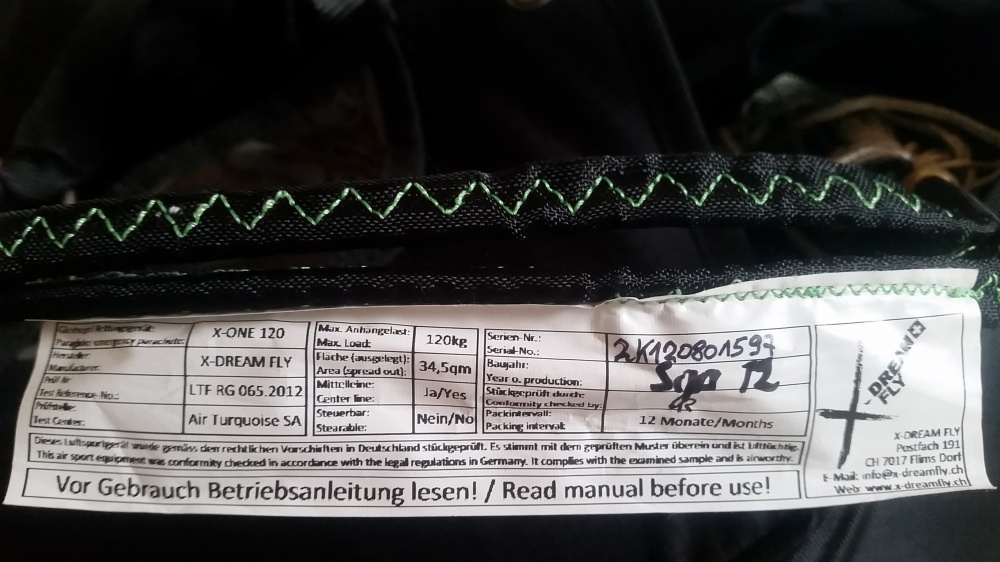 Gleitsegelrettungsgerät:
Paraglider emergency parachute:
X-ONE 120
Hersteller:
Manufacturer:
X-DREAM FLY
Prüf-Nr
Test Reference-No.:
LTF RG 065.2012
Prüfstelle:
Test Center:
Air Turquoise SA
Max. Anhängelast:
Max. Load:
120kg
Fläche (ausgelegt):
Area (spread out):
34,5qm
Mittelleine:
Center line:
Ja/Yes
Steuerbar:
Stearable:
Nein/No
Serien-Nr.:
Serial-No.:
2K120801597
Baujahr:
Year o. production:
Sep 12
Stückgeprüft durch:
Conformity checked by:
Packintervall:
Packing interval:
12 Monate/Months
X-DREAM
FLY
X-DREAM FLY
Postfach 191
CH 7017 Flims Dorf
E-Mail: info@x-dreamfly.ch
Web: www.x-dreamfly.ch
Dieses Luftsportgerät wurde gemäss den rechtlichen Vorschriften in Deutschland stückgeprüft. Es stimmt mit dem geprüften Muster überein und ist lufttüchtig.
This air sport equipment was conformity checked in accordance with the legal regulations in Germany. It complies with the examined sample and is airworthy.
Vor Gebrauch Betriebsanleitung lesen! / Read manual before use!